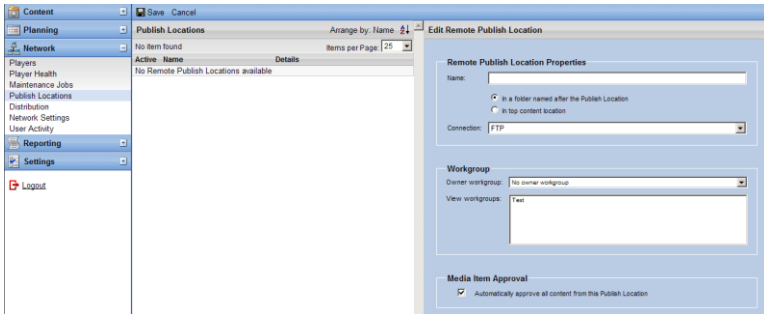 Content
Planning
Network
Players
Player Health
Maintenance Jobs
Publish Locations
Distribution
Network Settings
User Activity
Reporting
Settings
Logout
Save Cancel
Publish Locations Arrange by: Name
No item found Items per Page: 25
Active Name Details
No Remote Publish Locations available
Edit Remote Publish Location
Remote Publish Location Properties
Name:
In a folder named after the Publish Location
In top content location
Connection: FTP
Workgroup
Owner workgroup: No owner workgroup
View workgroups: Test
Media Item Approval
Automatically approve all content from this Publish Location